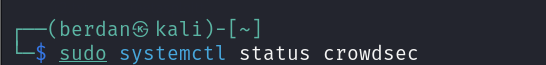 ┌──(berdan㉿kali)-[~]
└─$ sudo systemctl status crowdsec